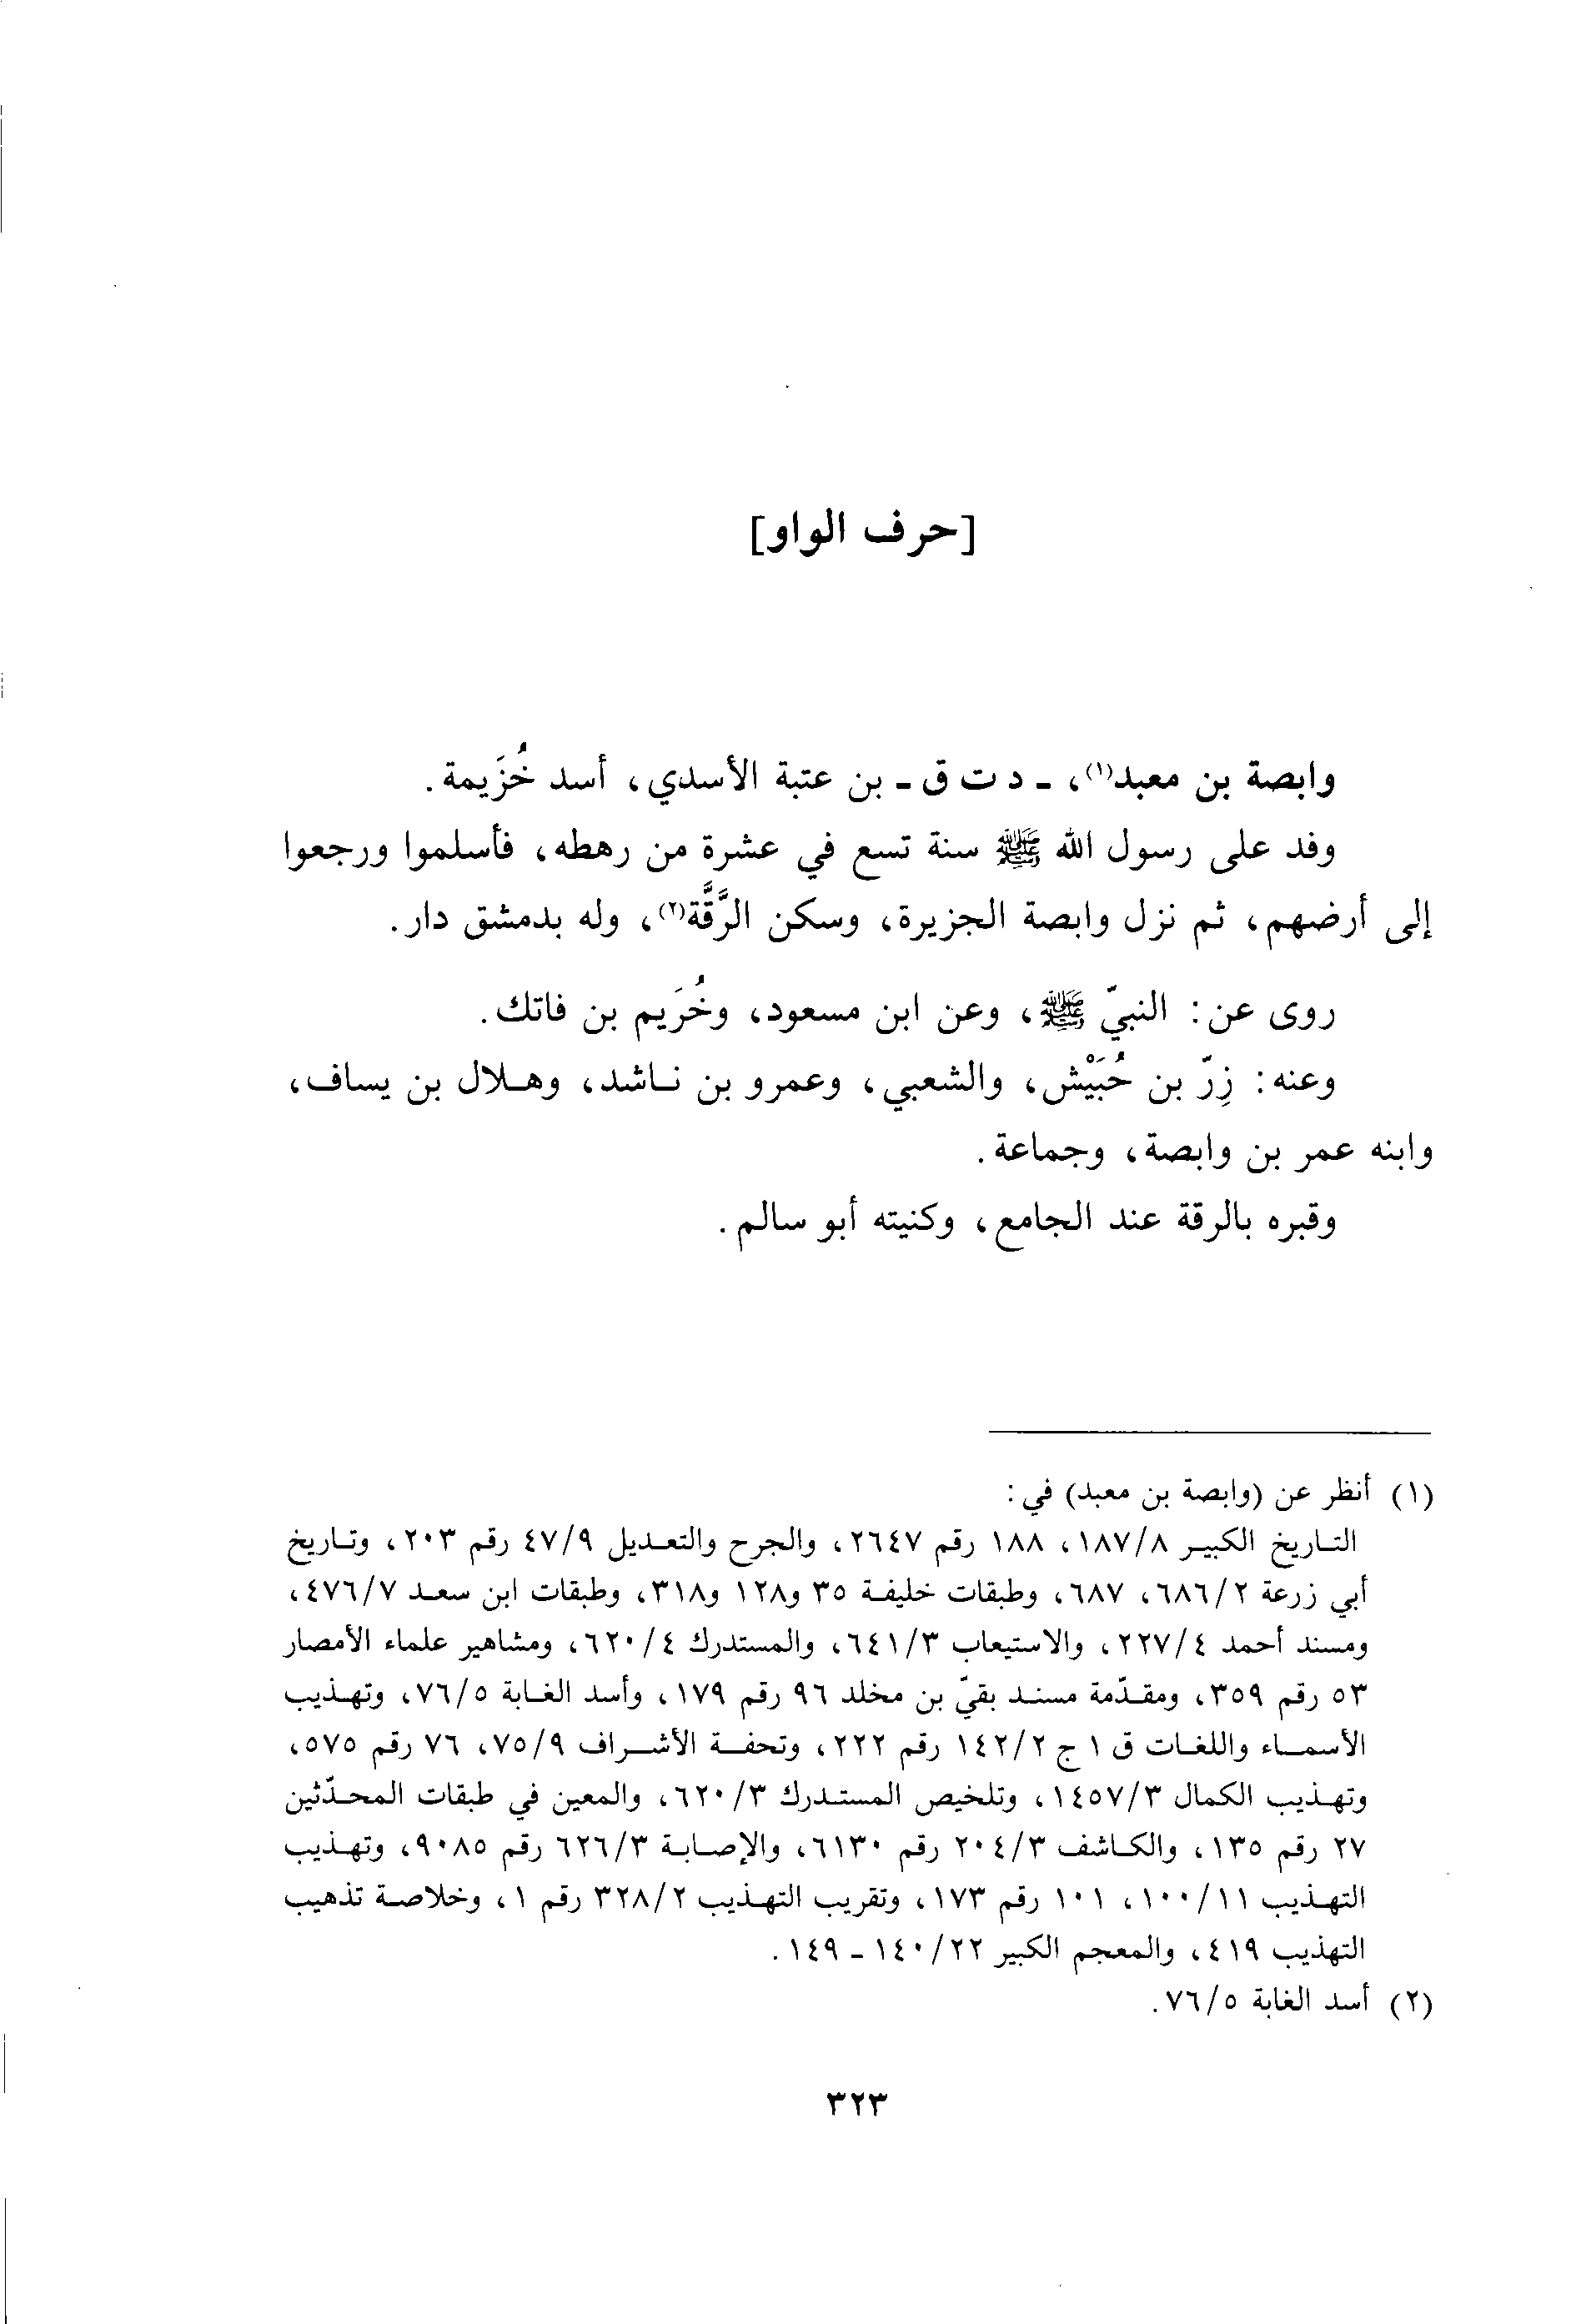 [حرف الواو]
وابصة بن معبد(١)، ـ د ت ق ـ بن عتبة الأسدي، أسد خُزَيمة.
وفد على رسول الله ﷺ سنة تسع في عشرة من رهطه، فأسلموا ورجعوا
إلى أرضهم، ثم نزل وابصة الجزيرة، وسكن الرَّقَّة(٢)، وله بدمشق دار.
روى عن: النبيّ ﷺ، وعن ابن مسعود، وخُرَيم بن فاتك.
وعنه: زِرّ بن حُبَيْش، والشعبي، وعمرو بن ناشد، وهلال بن يساف،
وابنه عمر بن وابصة، وجماعة.
وقبره بالرقة عند الجامع، وكنيته أبو سالم.
(١) أنظر عن (وابصة بن معبد) في:
التاريخ الكبير ١٨٧/٨، ١٨٨ رقم ٢٦٤٧، والجرح والتعديل ٤٧/٩ رقم ٢٠٣، وتاريخ
أبي زرعة ٦٨٦/٢، ٦٨٧، وطبقات خليفة ٣٥ و١٢٨ و٣١٨، وطبقات ابن سعد ٤٧٦/٧،
ومسند أحمد ٢٢٧/٤، والاستيعاب ٦٤١/٣، والمستدرك ٦٢٠/٤، ومشاهير علماء الأمصار
٥٣ رقم ٣٥٩، ومقدّمة مسند بقيّ بن مخلد ٩٦ رقم ١٧٩، وأسد الغابة ٧٦/٥، وتهذيب
الأسماء واللغات ق ١ ج ١٤٢/٢ رقم ٢٢٢، وتحفة الأشراف ٧٥/٩، ٧٦ رقم ٥٧٥،
وتهذيب الكمال ١٤٥٧/٣، وتلخيص المستدرك ٦٢٠/٣، والمعين في طبقات المحدّثين
٢٧ رقم ١٣٥، والكاشف ٢٠٤/٣ رقم ٦١٣٠، والإصابة ٦٢٦/٣ رقم ٩٠٨٥، وتهذيب
التهذيب ١٠٠/١١، ١٠١ رقم ١٧٣، وتقريب التهذيب ٣٢٨/٢ رقم ١، وخلاصة تذهيب
التهذيب ٤١٩، والمعجم الكبير ١٤٠/٢٢ ـ ١٤٩.
(٢) أسد الغابة ٧٦/٥.
٣٢٣